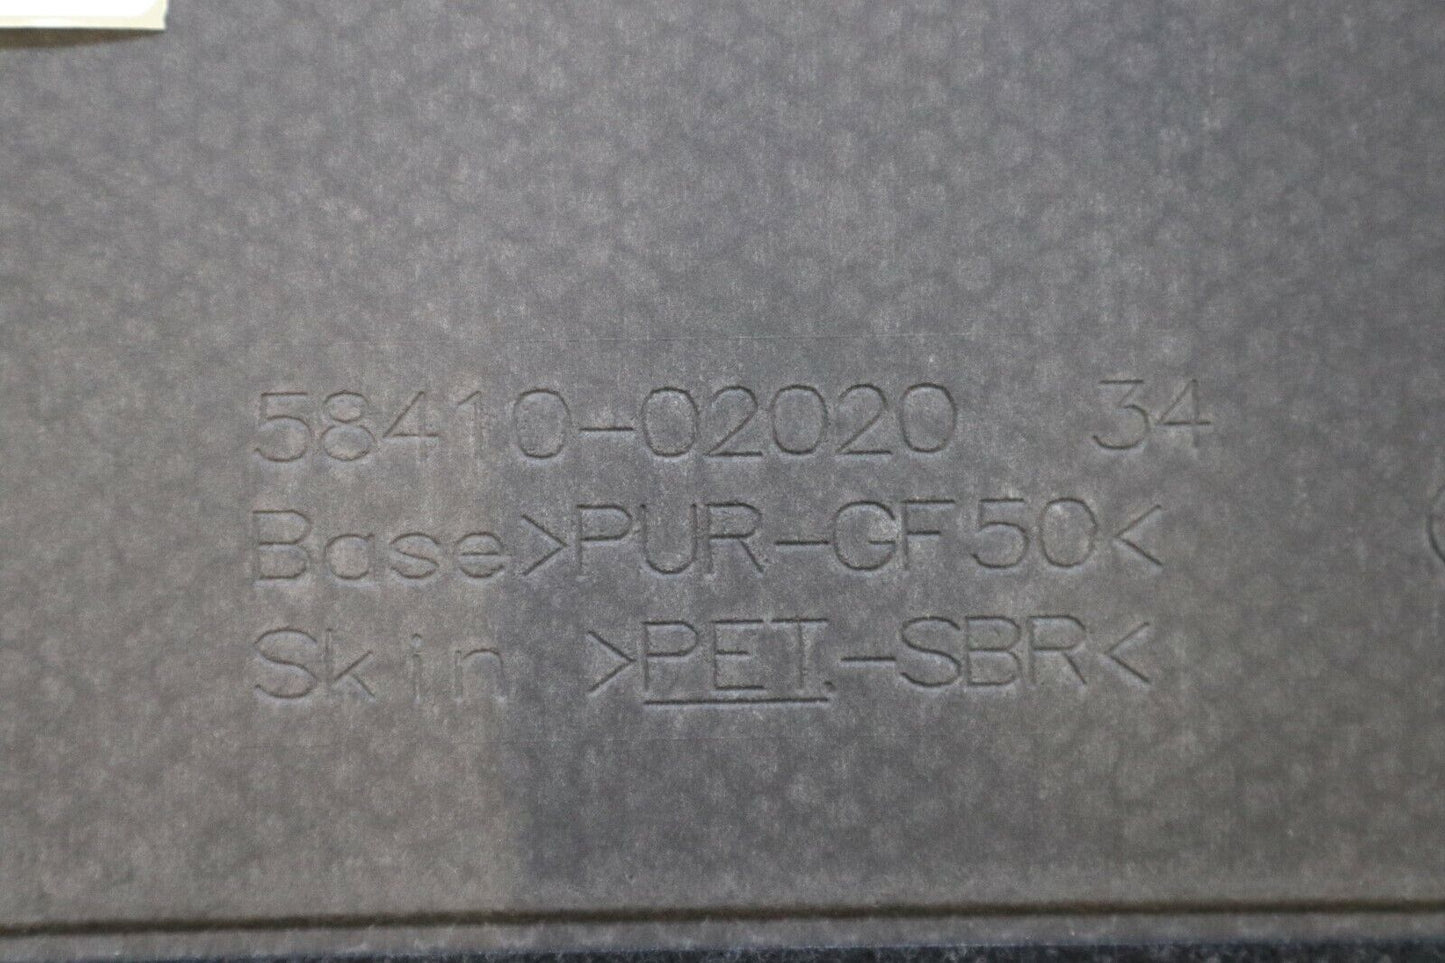 58410-02020 34
Base>PUR-GF50<
Skin >PET.-SBR<